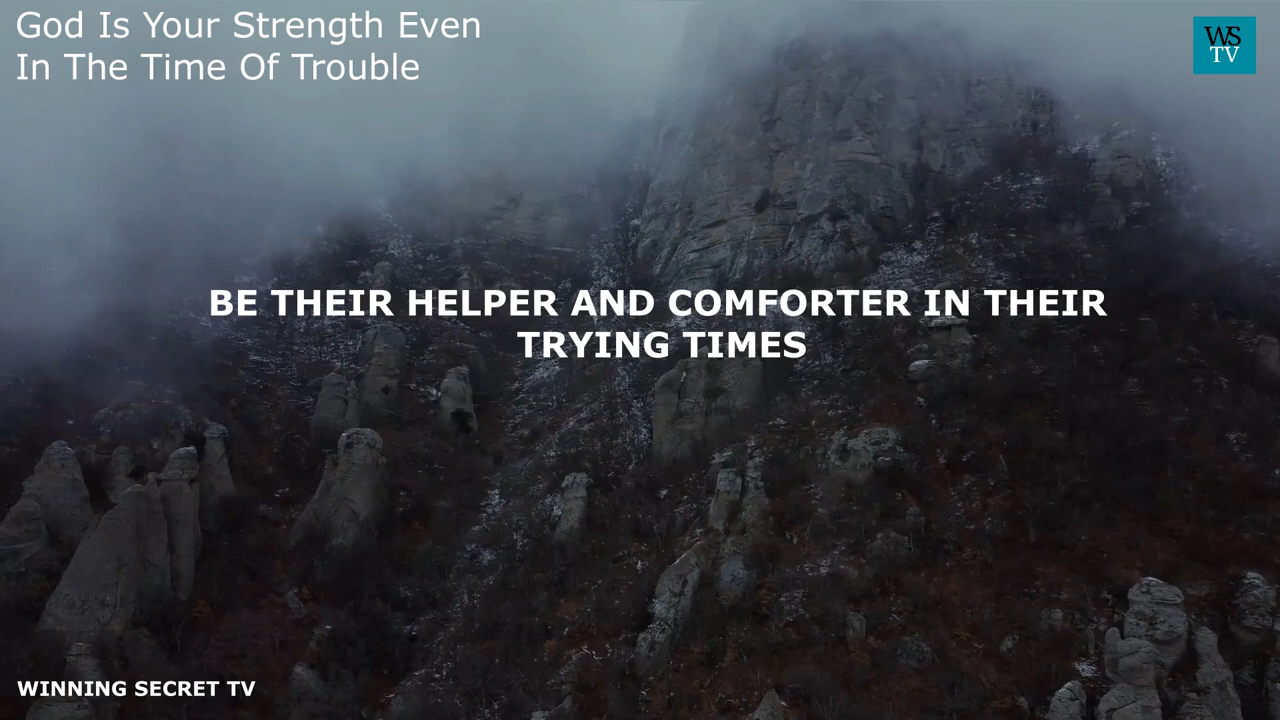 God Is Your Strength Even
In The Time Of Trouble
WS
TV
BE THEIR HELPER AND COMFORTER IN THEIR
TRYING TIMES
WINNING SECRET TV